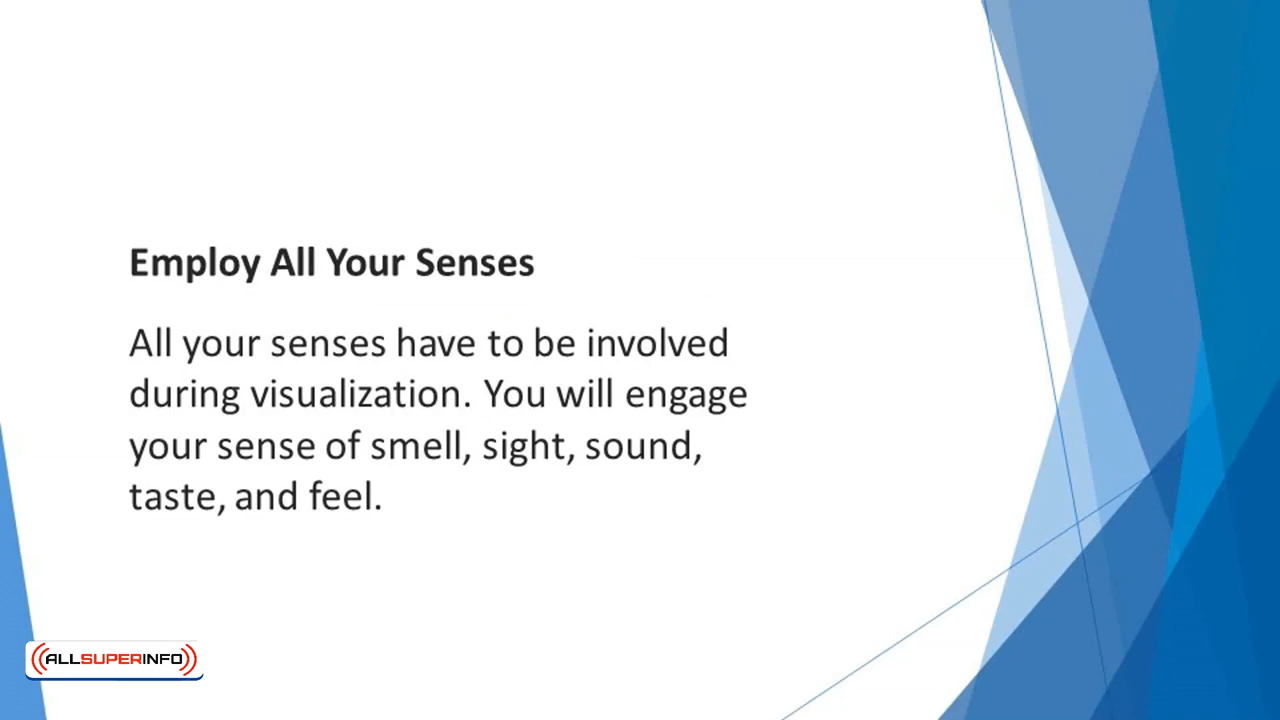 Employ All Your Senses
All your senses have to be involved
during visualization. You will engage
your sense of smell, sight, sound,
taste, and feel.
ALLSUPERINFO